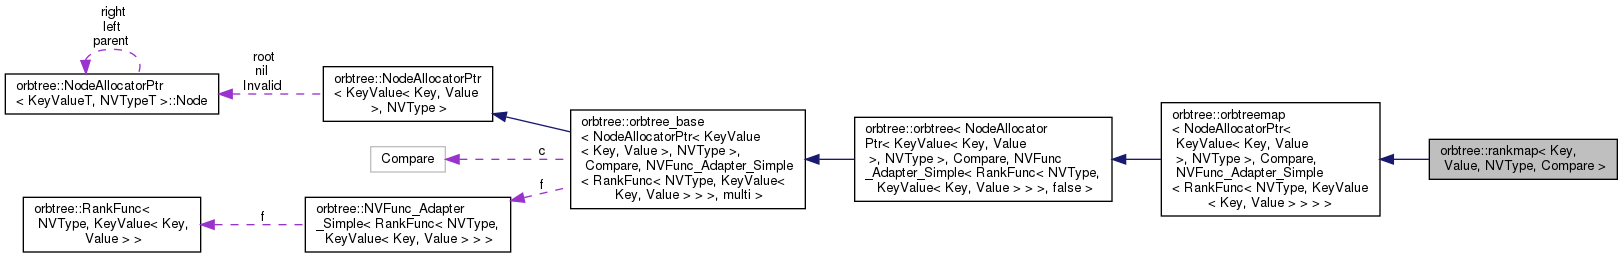 right
left
parent
orbtree::NodeAllocatorPtr
< KeyValueT, NVTypeT >::Node
root
nil
Invalid
orbtree::NodeAllocatorPtr
< KeyValue< Key, Value
>, NVType >
Compare
c
orbtree::RankFunc<
NVType, KeyValue< Key,
Value > >
f
orbtree::NVFunc_Adapter
_Simple< RankFunc< NVType,
KeyValue< Key, Value > > >
f
orbtree::orbtree_base
< NodeAllocatorPtr< KeyValue
< Key, Value >, NVType >,
Compare, NVFunc_Adapter_Simple
< RankFunc< NVType, KeyValue<
Key, Value > > >, multi >
orbtree::orbtree< NodeAllocator
Ptr< KeyValue< Key, Value
>, NVType >, Compare, NVFunc
_Adapter_Simple< RankFunc< NVType,
KeyValue< Key, Value > > >, false >
orbtree::orbtreemap
< NodeAllocatorPtr<
KeyValue< Key, Value
>, NVType >, Compare,
NVFunc_Adapter_Simple
< RankFunc< NVType, KeyValue
< Key, Value > > > >
orbtree::rankmap< Key,
Value, NVType, Compare >